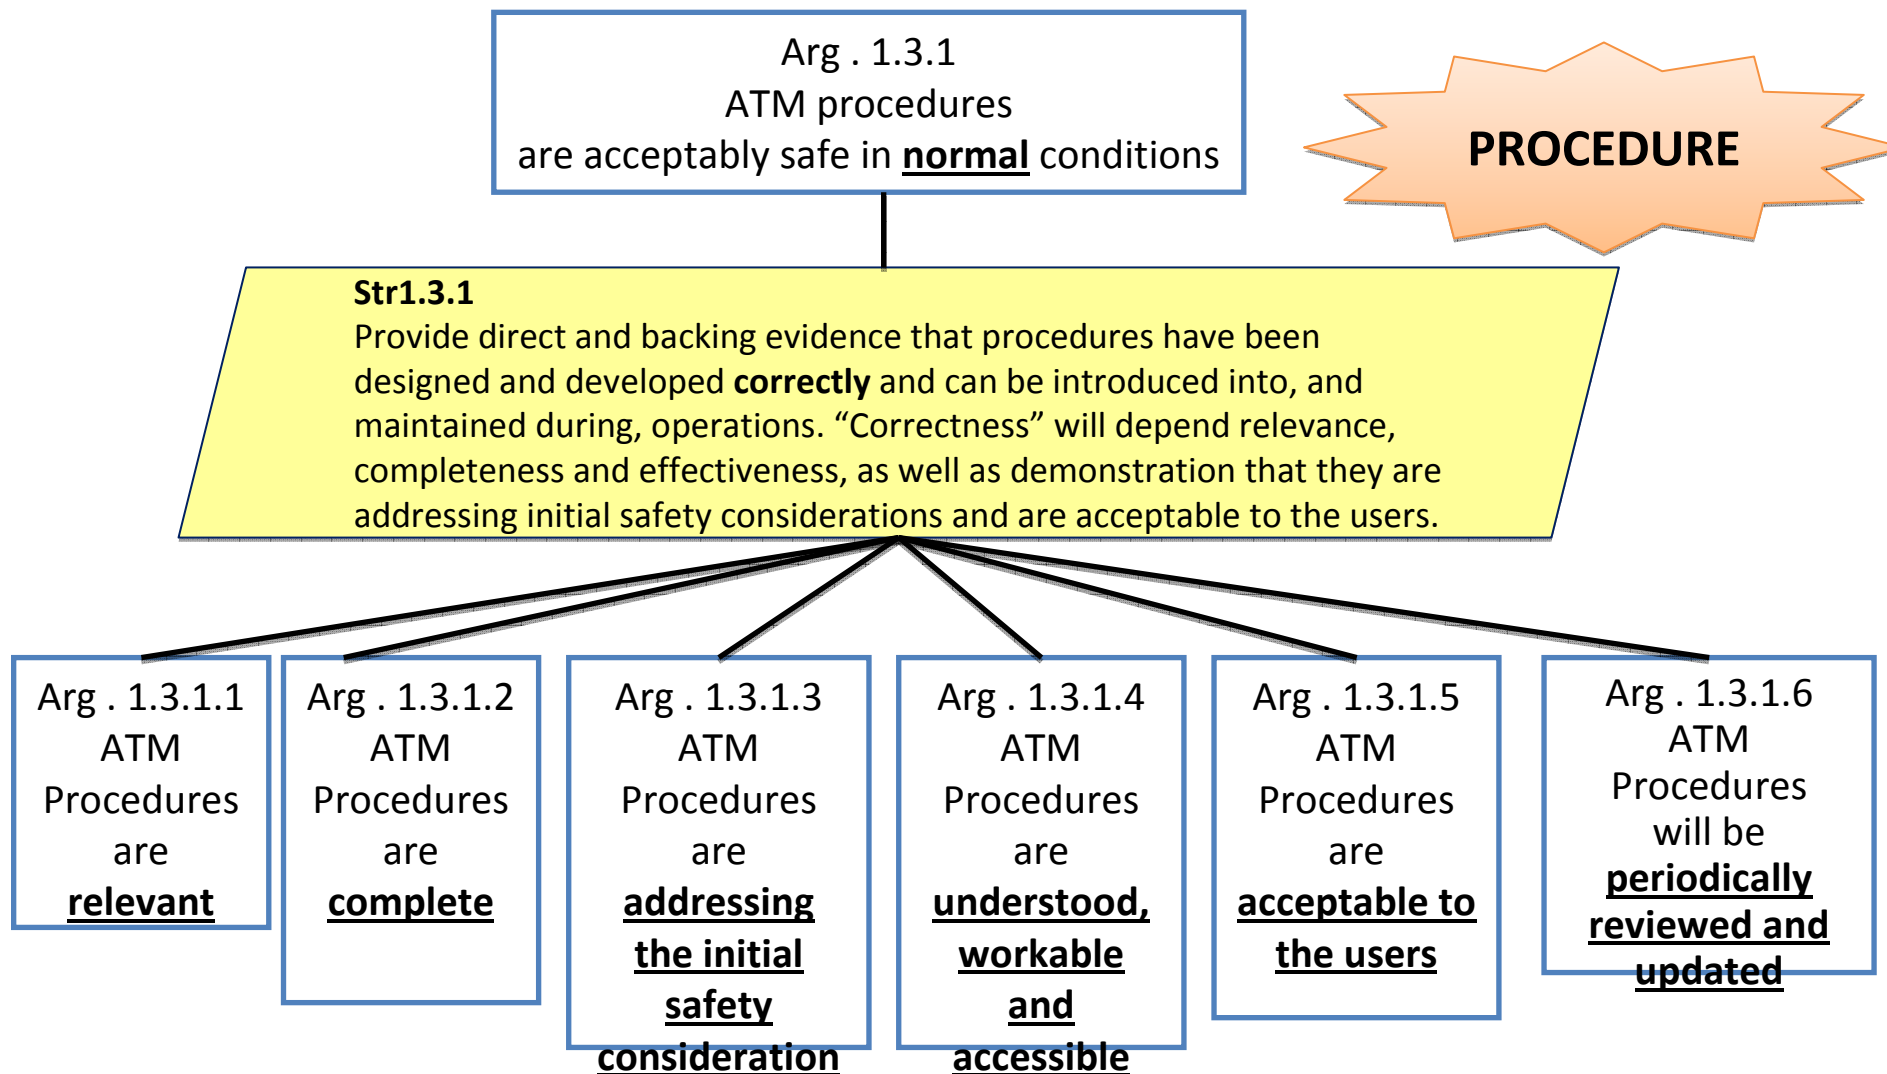 Arg . 1.3.1
ATM procedures
are acceptably safe in normal conditions
PROCEDURE
Str1.3.1
Provide direct and backing evidence that procedures have been
designed and developed correctly and can be introduced into, and
maintained during, operations. “Correctness” will depend relevance,
completeness and effectiveness, as well as demonstration that they are
addressing initial safety considerations and are acceptable to the users.
Arg . 1.3.1.1
ATM
Procedures
are
relevant
Arg . 1.3.1.2
ATM
Procedures
are
complete
Arg . 1.3.1.3
ATM
Procedures
are
addressing
the initial
safety
consideration
Arg . 1.3.1.4
ATM
Procedures
are
understood,
workable
and
accessible
Arg . 1.3.1.5
ATM
Procedures
are
acceptable to
the users
Arg . 1.3.1.6
ATM
Procedures
will be
periodically
reviewed and
updated